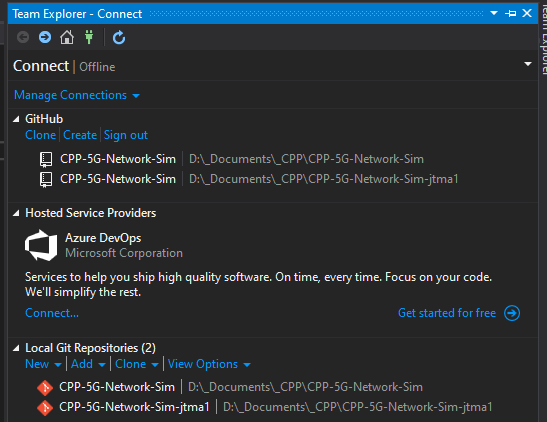 Team Explorer - Connect
Team Explorer
Connect | Offline
Manage Connections
GitHub
Clone | Create | Sign out
CPP-5G-Network-Sim | D:\_Documents\_CPP\CPP-5G-Network-Sim
CPP-5G-Network-Sim | D:\_Documents\_CPP\CPP-5G-Network-Sim-jtma1
Hosted Service Providers
Azure DevOps
Microsoft Corporation
Services to help you ship high quality software. On time, every time. Focus on your code.
We'll simplify the rest.
Connect... Get started for free
Local Git Repositories (2)
New | Add | Clone | View Options
CPP-5G-Network-Sim | D:\_Documents\_CPP\CPP-5G-Network-Sim
CPP-5G-Network-Sim-jtma1 | D:\_Documents\_CPP\CPP-5G-Network-Sim-jtma1